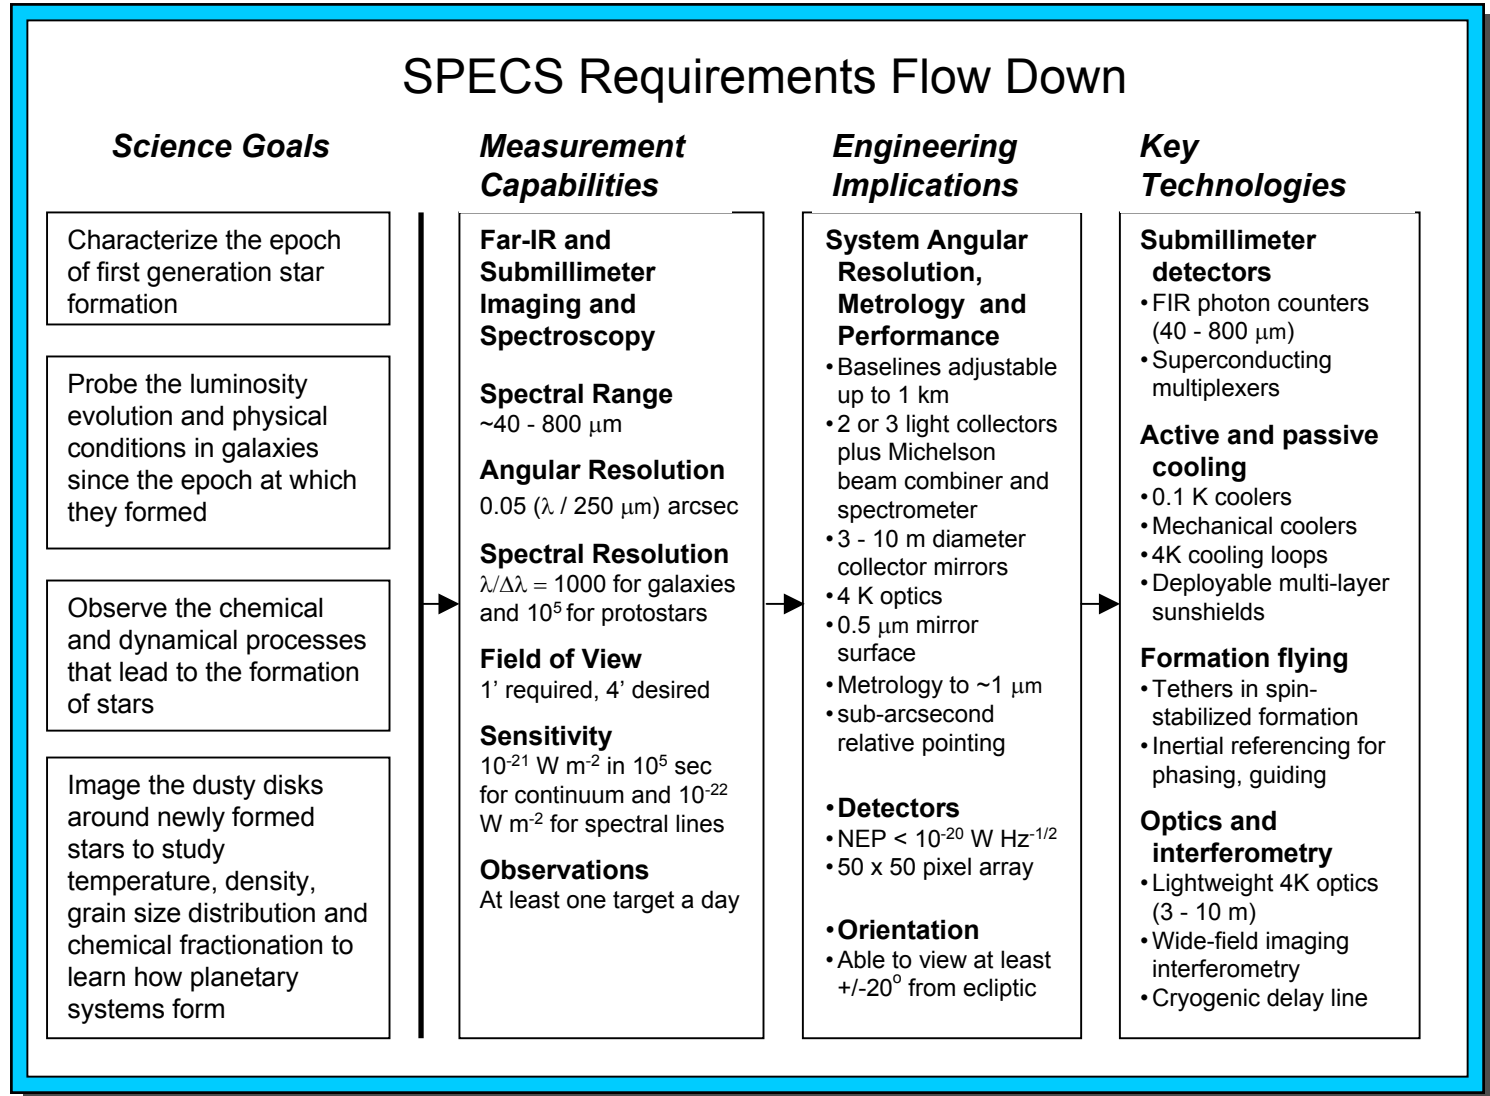 SPECS Requirements Flow Down
Science Goals
Characterize the epoch
of first generation star
formation
Probe the luminosity
evolution and physical
conditions in galaxies
since the epoch at which
they formed
Observe the chemical
and dynamical processes
that lead to the formation
of stars
Image the dusty disks
around newly formed
stars to study
temperature, density,
grain size distribution and
chemical fractionation to
learn how planetary
systems form
Measurement
Capabilities
Far-IR and
Submillimeter
Imaging and
Spectroscopy
Spectral Range
~40 - 800 μm
Angular Resolution
0.05 (λ / 250 μm) arcsec
Spectral Resolution
λ/Δλ = 1000 for galaxies
and 10⁵ for protostars
Field of View
1’ required, 4’ desired
Sensitivity
10⁻²¹ W m⁻² in 10⁵ sec
for continuum and 10⁻²²
W m⁻² for spectral lines
Observations
At least one target a day
Engineering
Implications
System Angular
Resolution,
Metrology and
Performance
• Baselines adjustable
up to 1 km
• 2 or 3 light collectors
plus Michelson
beam combiner and
spectrometer
• 3 - 10 m diameter
collector mirrors
• 4 K optics
• 0.5 μm mirror
surface
• Metrology to ~1 μm
• sub-arcsecond
relative pointing
• Detectors
• NEP < 10⁻²⁰ W Hz⁻¹/²
• 50 x 50 pixel array
• Orientation
• Able to view at least
+/-20° from ecliptic
Key
Technologies
Submillimeter
detectors
• FIR photon counters
(40 - 800 μm)
• Superconducting
multiplexers
Active and passive
cooling
• 0.1 K coolers
• Mechanical coolers
• 4K cooling loops
• Deployable multi-layer
sunshields
Formation flying
• Tethers in spin-
stabilized formation
• Inertial referencing for
phasing, guiding
Optics and
interferometry
• Lightweight 4K optics
(3 - 10 m)
• Wide-field imaging
interferometry
• Cryogenic delay line